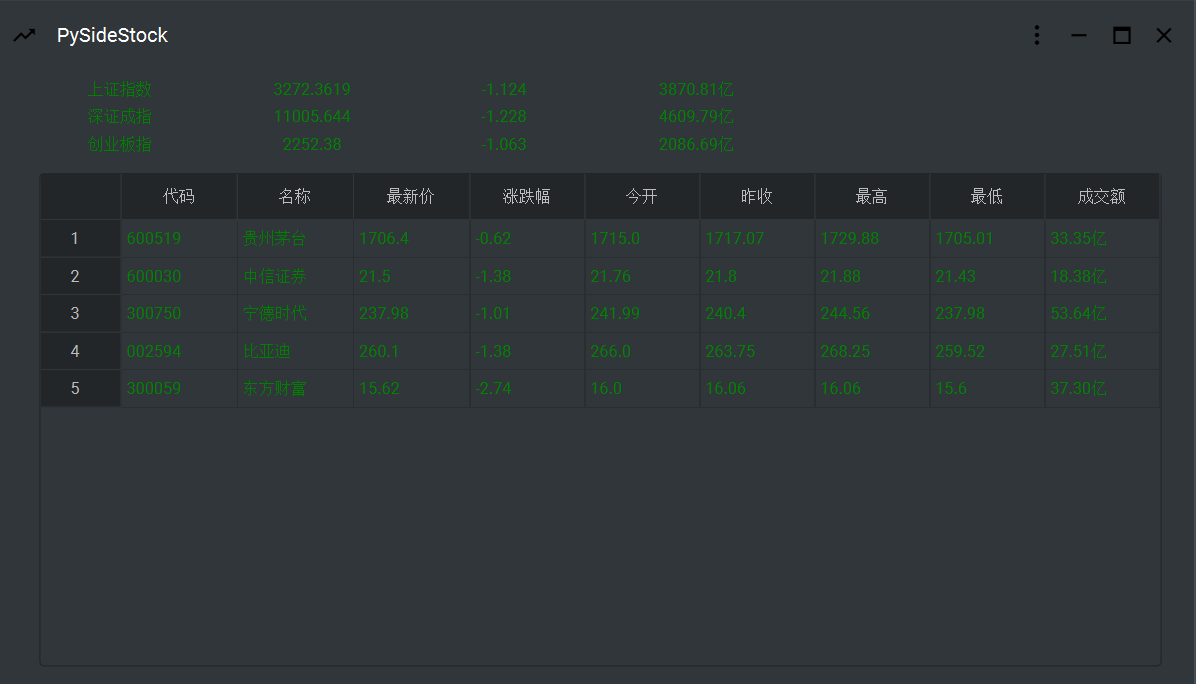 PySideStock
上证指数 3272.3619 -1.124 3870.81亿
深证成指 11005.644 -1.228 4609.79亿
创业板指 2252.38 -1.063 2086.69亿
代码 名称 最新价 涨跌幅 今开 昨收 最高 最低 成交额
1 600519 贵州茅台 1706.4 -0.62 1715.0 1717.07 1729.88 1705.01 33.35亿
2 600030 中信证券 21.5 -1.38 21.76 21.8 21.88 21.43 18.38亿
3 300750 宁德时代 237.98 -1.01 241.99 240.4 244.56 237.98 53.64亿
4 002594 比亚迪 260.1 -1.38 266.0 263.75 268.25 259.52 27.51亿
5 300059 东方财富 15.62 -2.74 16.0 16.06 16.06 15.6 37.30亿